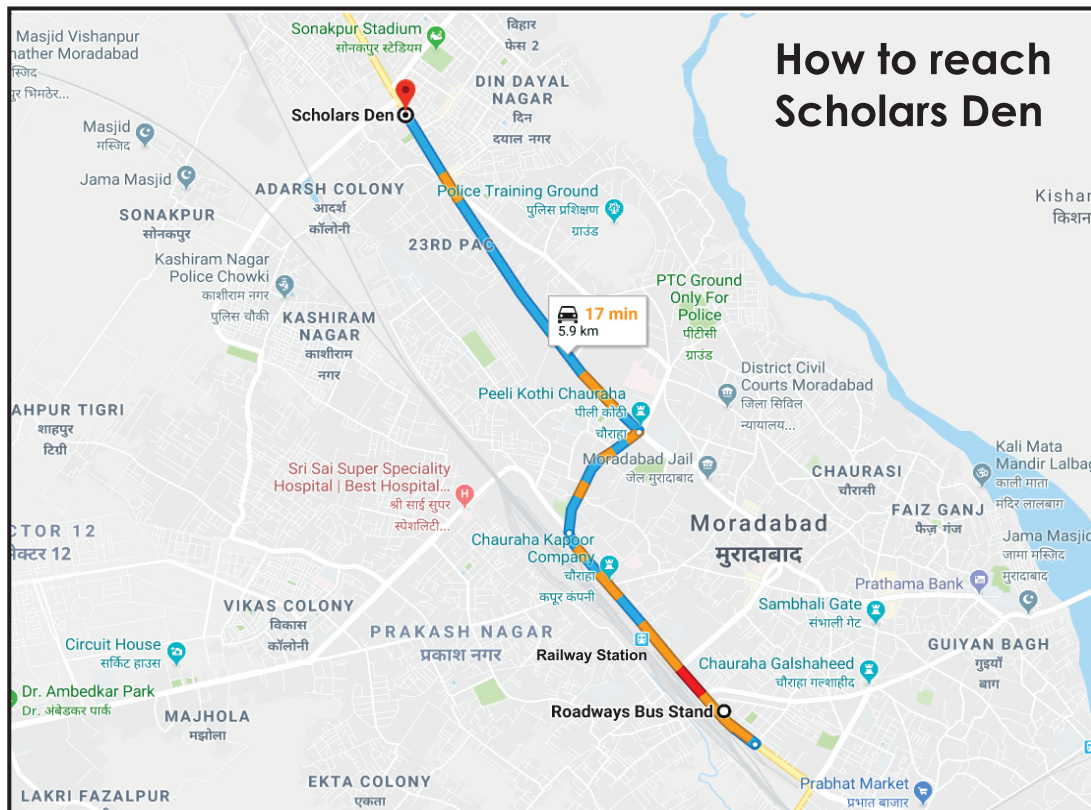 How to reach
Scholars Den
Masjid Vishanpur
nather Moradabad
स्जिद
पुर भिमठेर...
Sonakpur Stadium
सोनकपुर स्टेडियम
विहार
फेस 2
DIN DAYAL
NAGAR
दिन
दयाल नगर
Scholars Den
Masjid
मस्जिद
Jama Masjid
ADARSH COLONY
आदर्श
कॉलोनी
Police Training Ground
पुलिस प्रशिक्षण
ग्राउंड
SONAKPUR
सोनकपुर
23RD PAC
Kishan
किशन
Kashiram Nagar
Police Chowki
काशीराम नगर
पुलिस चौकी
PTC Ground
Only For
Police
पीटीसी
ग्राउंड
KASHIRAM
NAGAR
काशीराम
नगर
17 min
5.9 km
District Civil
Courts Moradabad
जिला सिविल
न्यायालय...
Peeli Kothi Chauraha
पीली कोठी
चौराहा
AHPUR TIGRI
शाहपुर
टिग्री
Moradabad Jail
जेल मुरादाबाद
Kali Mata
Mandir Lalbag
काली माता
मंदिर लालबाग
CHAURASI
चौरासी
Sri Sai Super Speciality
Hospital | Best Hospital...
श्री साई सुपर
स्पेशलिटी...
FAIZ GANJ
फैज़ गंज
CTOR 12
सेक्टर 12
Moradabad
मुरादाबाद
Chauraha Kapoor
Company
चौराहा
कपूर कंपनी
Jama Masjid
जामा मस्जिद
मुरादाबाद
Prathama Bank
Sambhali Gate
संभाली गेट
VIKAS COLONY
विकास
कॉलोनी
PRAKASH NAGAR
प्रकाश नगर
Circuit House
सर्किट हाउस
GUIYAN BAGH
गुइयाँ
बाग
Railway Station
Chauraha Galshaheed
चौराहा गल्शाहीद
Dr. Ambedkar Park
Dr. अंबेडकर पार्क
Roadways Bus Stand
MAJHOLA
मझोला
EKTA COLONY
एकता
Prabhat Market
प्रभात बाजार
LAKRI FAZALPUR